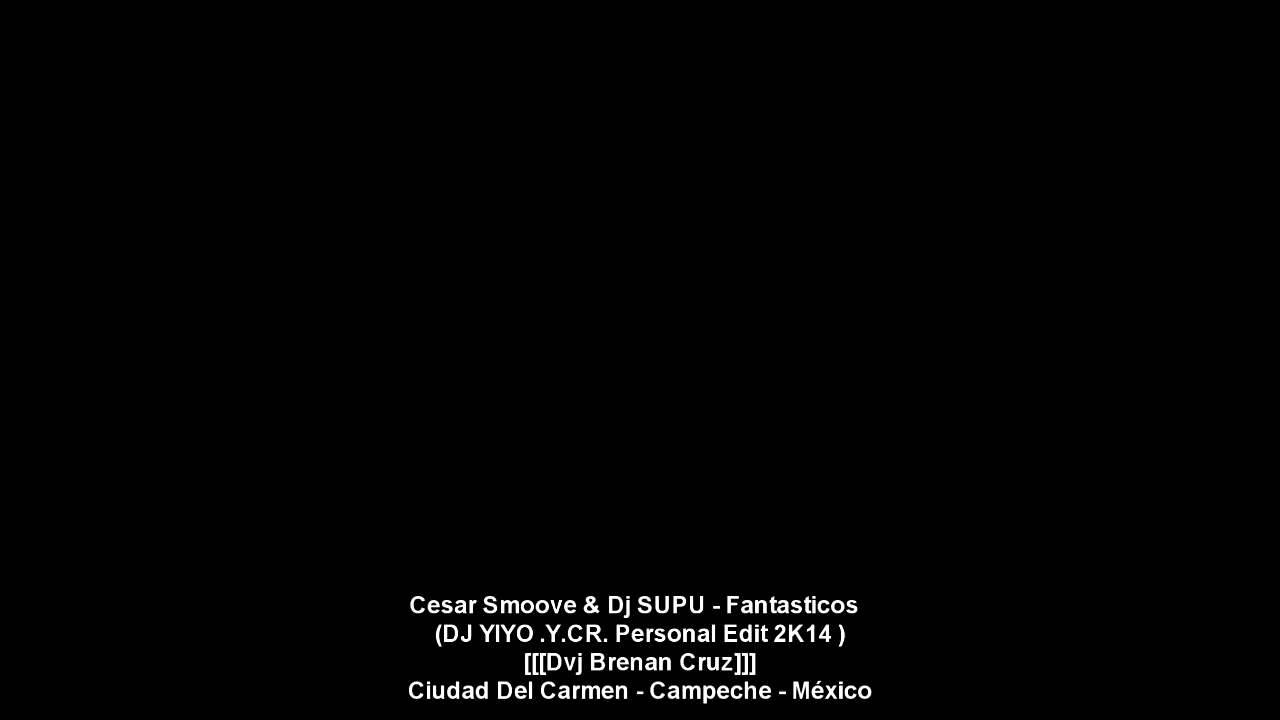 Cesar Smoove & Dj SUPU - Fantasticos
(DJ YIYO .Y.CR. Personal Edit 2K14 )
[[[Dvj Brenan Cruz]]]
Ciudad Del Carmen - Campeche - México